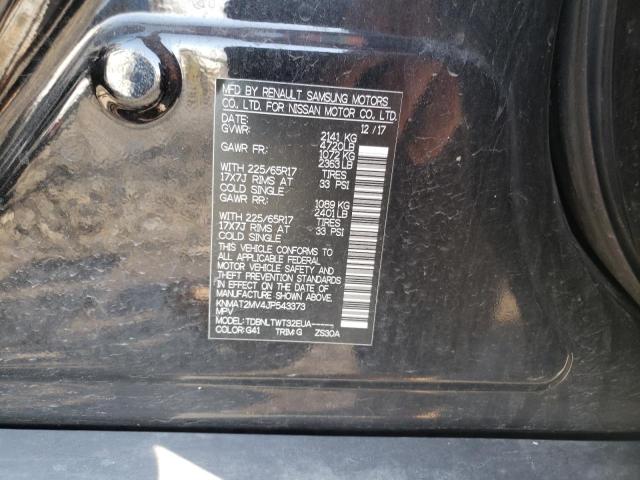 MFD BY RENAULT SAMSUNG MOTORS
CO. LTD. FOR NISSAN MOTOR CO., LTD.
DATE: 12 / 17
GVWR: 2141 KG
4720LB
GAWR FR: 1072 KG
2363 LB
WITH 225/65R17 TIRES
17X7J RIMS AT 33 PSI
COLD SINGLE
GAWR RR: 1089 KG
2401 LB
WITH 225/65R17 TIRES
17X7J RIMS AT 33 PSI
COLD SINGLE
THIS VEHICLE CONFORMS TO
ALL APPLICABLE FEDERAL
MOTOR VEHICLE SAFETY AND
THEFT PREVENTION STANDARDS
IN EFFECT ON THE DATE OF
MANUFACTURE SHOWN ABOVE.
KNMAT2MV4JP543373
MPV
MODEL: TDBNLTWT32EUA-----
COLOR: G41 TRIM: G ZS30A